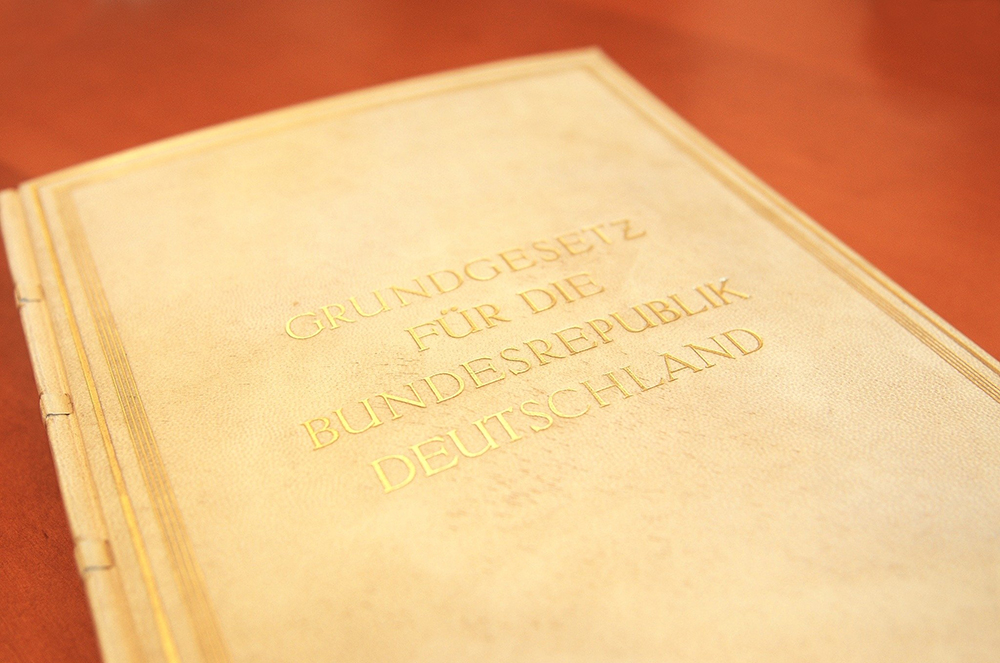 GRUNDGESETZ
FÜR DIE
BUNDESREPUBLIK
DEUTSCHLAND